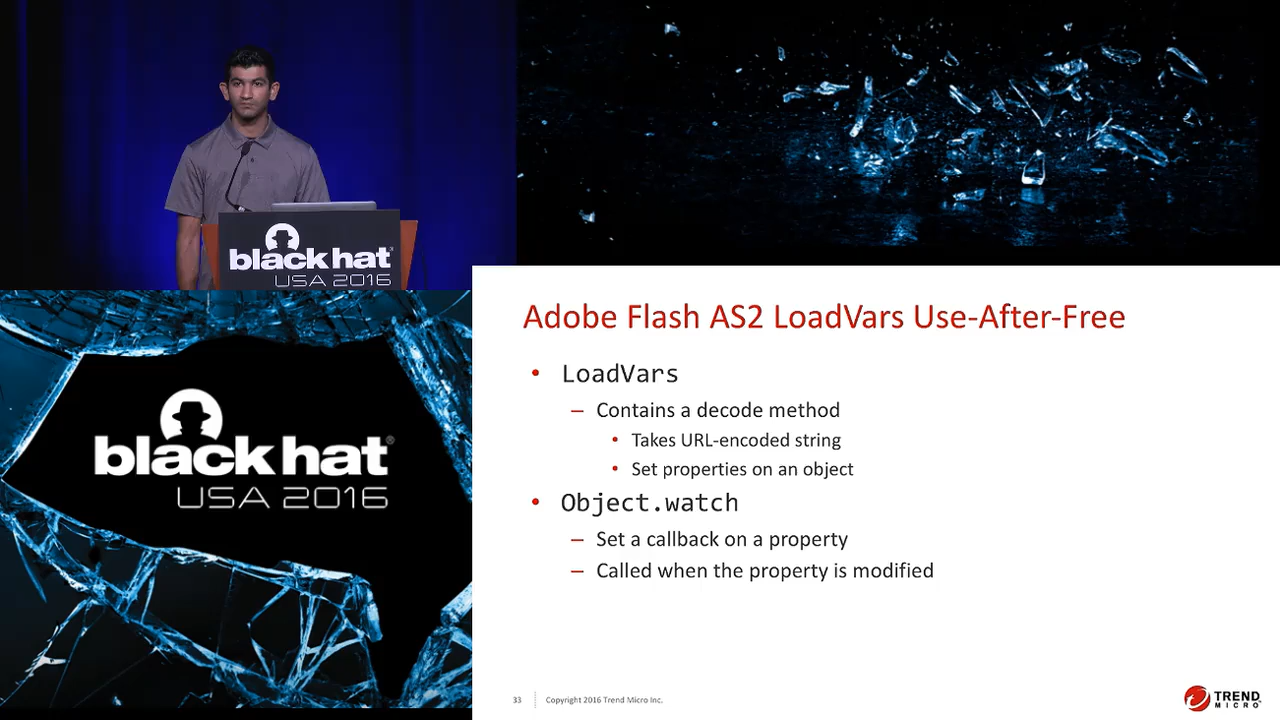 black hat®
USA 2016
black hat®
USA 2016
Adobe Flash AS2 LoadVars Use-After-Free
• LoadVars
– Contains a decode method
• Takes URL-encoded string
• Set properties on an object
• Object.watch
– Set a callback on a property
– Called when the property is modified
33
Copyright 2016 Trend Micro Inc.
TREND
MICRO